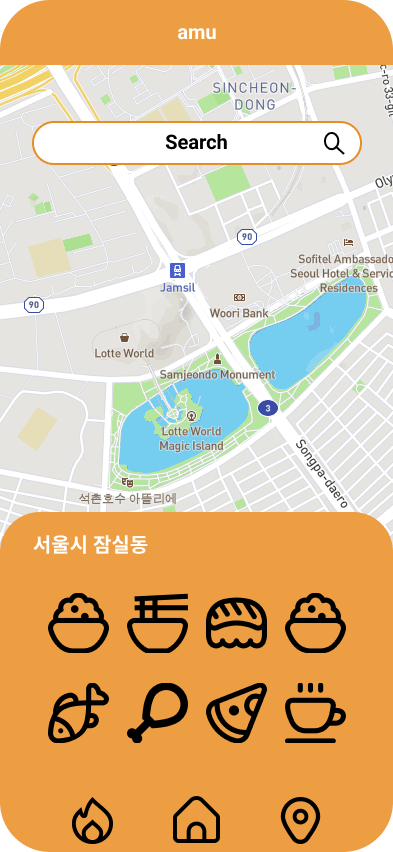 amu
SINCHEON-
DONG
Search
90
Sofitel Ambassado
Seoul Hotel & Servic
Residences
Jamsil
90
Woori Bank
Lotte World
Samjeondo Monument
3
Lotte World
Magic Island
Songpa-daero
석촌호수 아뜰리에
서울시 잠실동